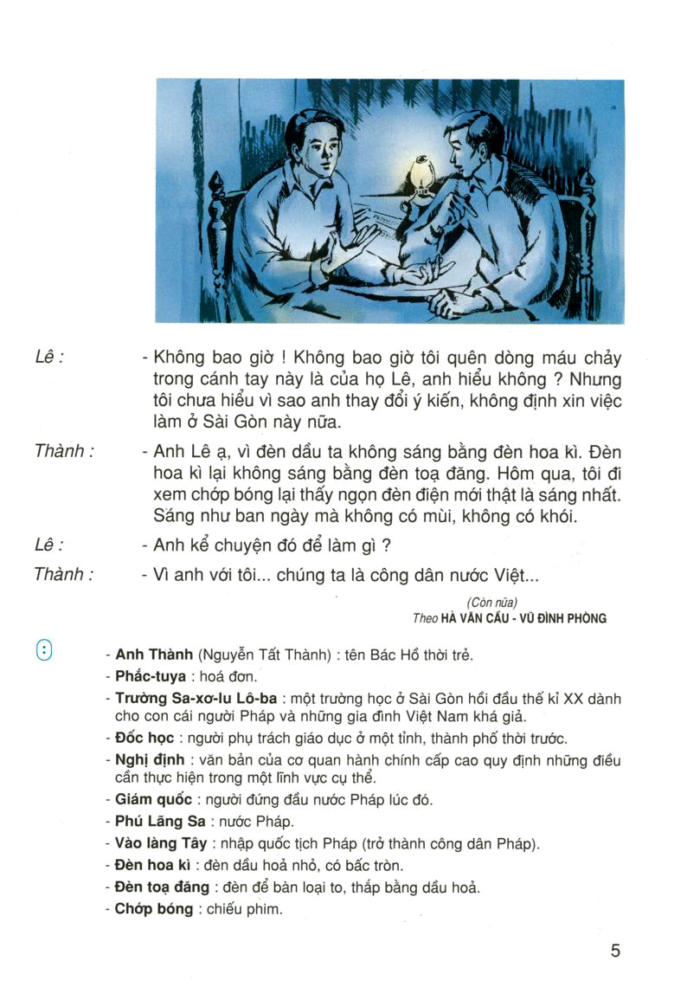 Lê : - Không bao giờ ! Không bao giờ tôi quên dòng máu chảy
trong cánh tay này là của họ Lê, anh hiểu không ? Nhưng
tôi chưa hiểu vì sao anh thay đổi ý kiến, không định xin việc
làm ở Sài Gòn này nữa.
Thành : - Anh Lê ạ, vì đèn dầu ta không sáng bằng đèn hoa kì. Đèn
hoa kì lại không sáng bằng đèn toạ đăng. Hôm qua, tôi đi
xem chớp bóng lại thấy ngọn đèn điện mới thật là sáng nhất.
Sáng như ban ngày mà không có mùi, không có khói.
Lê : - Anh kể chuyện đó để làm gì ?
Thành : - Vì anh với tôi... chúng ta là công dân nước Việt...
(Còn nữa)
Theo HÀ VĂN CẦU - VŨ ĐÌNH PHÒNG
- Anh Thành (Nguyễn Tất Thành) : tên Bác Hồ thời trẻ.
- Phắc-tuya : hoá đơn.
- Trường Sa-xơ-lu Lô-ba : một trường học ở Sài Gòn hồi đầu thế kỉ XX dành
cho con cái người Pháp và những gia đình Việt Nam khá giả.
- Đốc học : người phụ trách giáo dục ở một tỉnh, thành phố thời trước.
- Nghị định : văn bản của cơ quan hành chính cấp cao quy định những điều
cần thực hiện trong một lĩnh vực cụ thể.
- Giám quốc : người đứng đầu nước Pháp lúc đó.
- Phú Lãng Sa : nước Pháp.
- Vào làng Tây : nhập quốc tịch Pháp (trở thành công dân Pháp).
- Đèn hoa kì : đèn dầu hoả nhỏ, có bấc tròn.
- Đèn toạ đăng : đèn để bàn loại to, thắp bằng dầu hoả.
- Chớp bóng : chiếu phim.
5